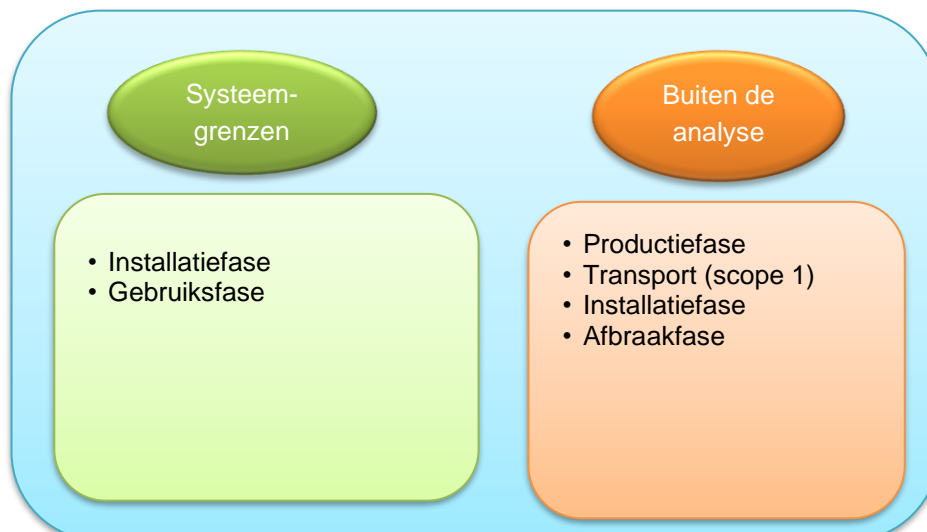 Systeem-
grenzen
• Installatiefase
• Gebruiksfase
Buiten de
analyse
• Productiefase
• Transport (scope 1)
• Installatiefase
• Afbraakfase